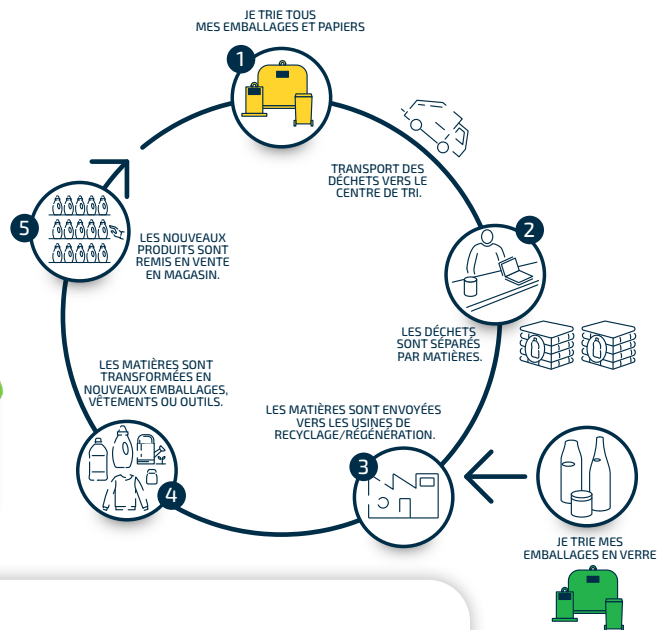 JE TRIE TOUS
MES EMBALLAGES ET PAPIERS
1
TRANSPORT DES
DÉCHETS VERS LE
CENTRE DE TRI.
2
LES DÉCHETS
SONT SÉPARÉS
PAR MATIÈRES.
LES MATIÈRES SONT ENVOYÉES
VERS LES USINES DE
RECYCLAGE/RÉGÉNÉRATION.
3
JE TRIE MES
EMBALLAGES EN VERRE
LES MATIÈRES SONT
TRANSFORMÉES EN
NOUVEAUX EMBALLAGES,
VÊTEMENTS OU OUTILS.
4
5
LES NOUVEAUX
PRODUITS SONT
REMIS EN VENTE
EN MAGASIN.